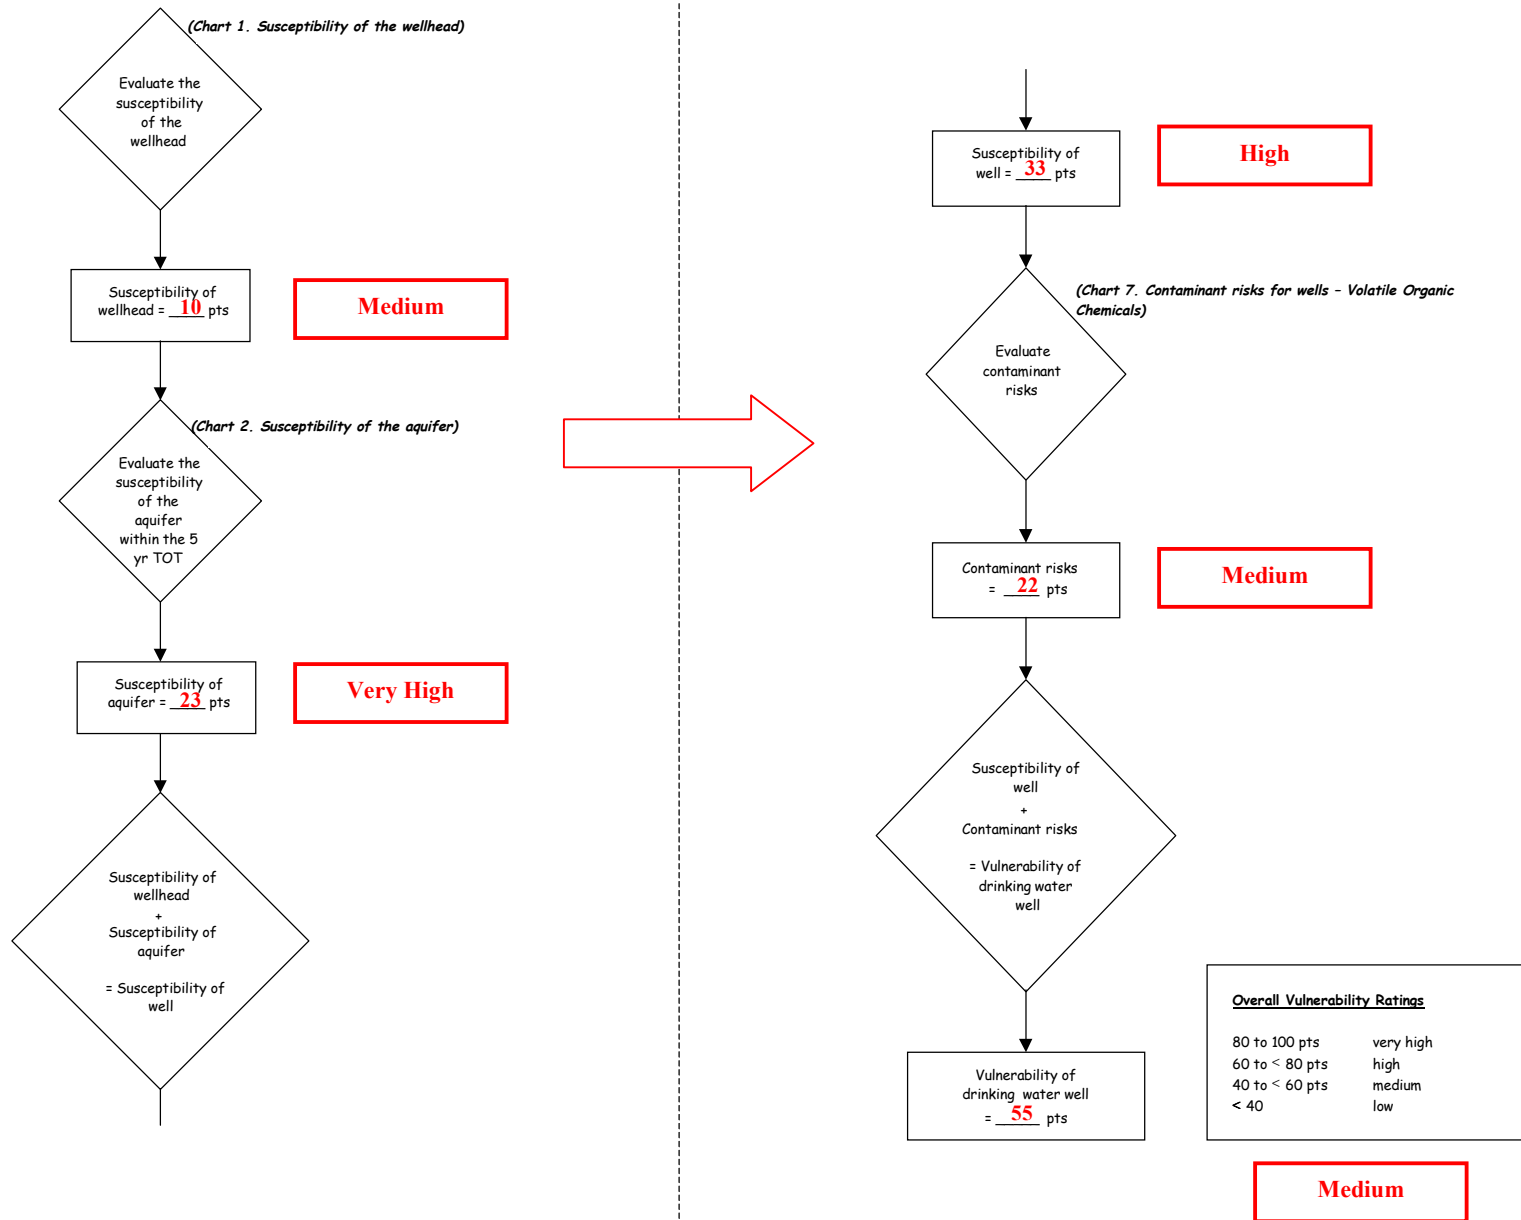 (Chart 1. Susceptibility of the wellhead)
Evaluate the
susceptibility
of the
wellhead
Susceptibility of
wellhead = 10 pts
Medium
(Chart 2. Susceptibility of the aquifer)
Evaluate the
susceptibility
of the
aquifer
within the 5
yr TOT
Susceptibility of
aquifer = 23 pts
Very High
Susceptibility of
wellhead
+
Susceptibility of
aquifer
= Susceptibility of
well
Susceptibility of
well = 33 pts
High
(Chart 7. Contaminant risks for wells – Volatile Organic
Chemicals)
Evaluate
contaminant
risks
Contaminant risks
= 22 pts
Medium
Susceptibility of
well
+
Contaminant risks
= Vulnerability of
drinking water
well
Vulnerability of
drinking water well
= 55 pts
Overall Vulnerability Ratings
80 to 100 pts very high
60 to < 80 pts high
40 to < 60 pts medium
< 40 low
Medium